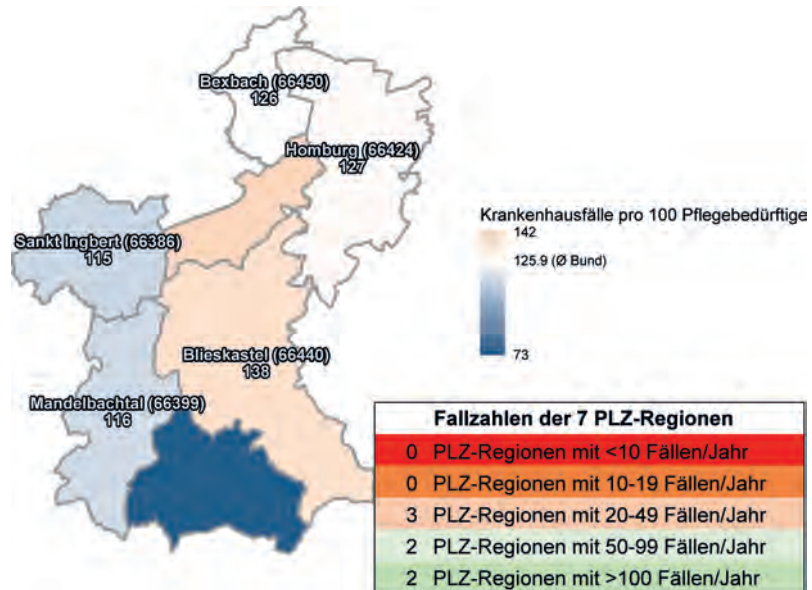 Bexbach (66450)
126
Homburg (66424)
127
Sankt Ingbert (66386)
115
Blieskastel (66440)
138
Mandelbachtal (66399)
116
Krankenhausfälle pro 100 Pflegebedürftige
142
125.9 (Ø Bund)
73
Fallzahlen der 7 PLZ-Regionen
0 PLZ-Regionen mit <10 Fällen/Jahr
0 PLZ-Regionen mit 10-19 Fällen/Jahr
3 PLZ-Regionen mit 20-49 Fällen/Jahr
2 PLZ-Regionen mit 50-99 Fällen/Jahr
2 PLZ-Regionen mit >100 Fällen/Jahr